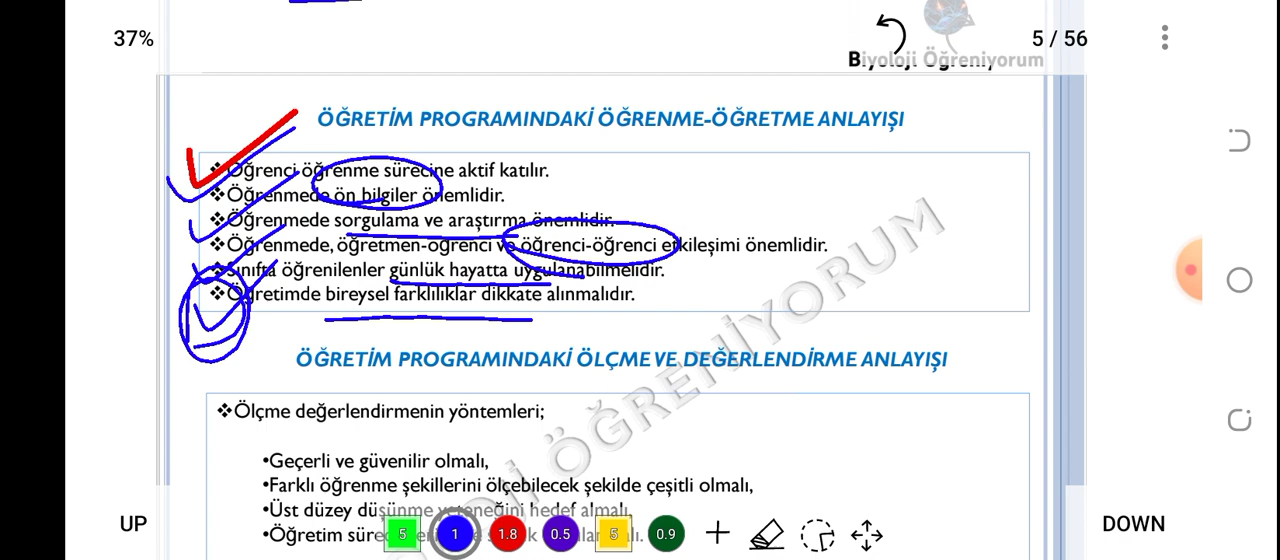 37%
5 / 56
Biyoloji Öğreniyorum
ÖĞRETİM PROGRAMINDAKİ ÖĞRENME-ÖĞRETME ANLAYIŞI
❖Öğrenci öğrenme sürecine aktif katılır.
❖Öğrenmede ön bilgiler önemlidir.
❖Öğrenmede sorgulama ve araştırma önemlidir.
❖Öğrenmede, öğretmen-öğrenci ve öğrenci-öğrenci etkileşimi önemlidir.
❖Sınıfta öğrenilenler günlük hayatta uygulanabilmelidir.
❖Öğretimde bireysel farklılıklar dikkate alınmalıdır.
ÖĞRETİM PROGRAMINDAKİ ÖLÇME VE DEĞERLENDİRME ANLAYIŞI
❖Ölçme değerlendirmenin yöntemleri;
•Geçerli ve güvenilir olmalı,
•Farklı öğrenme şekillerini ölçebilecek şekilde çeşitli olmalı,
•Üst düzey düşünme yeteneğini hedef almalı,
•Öğretim
ÖĞRENİYORUM
UP
5 1 1.8 0.5 5 0.9
DOWN